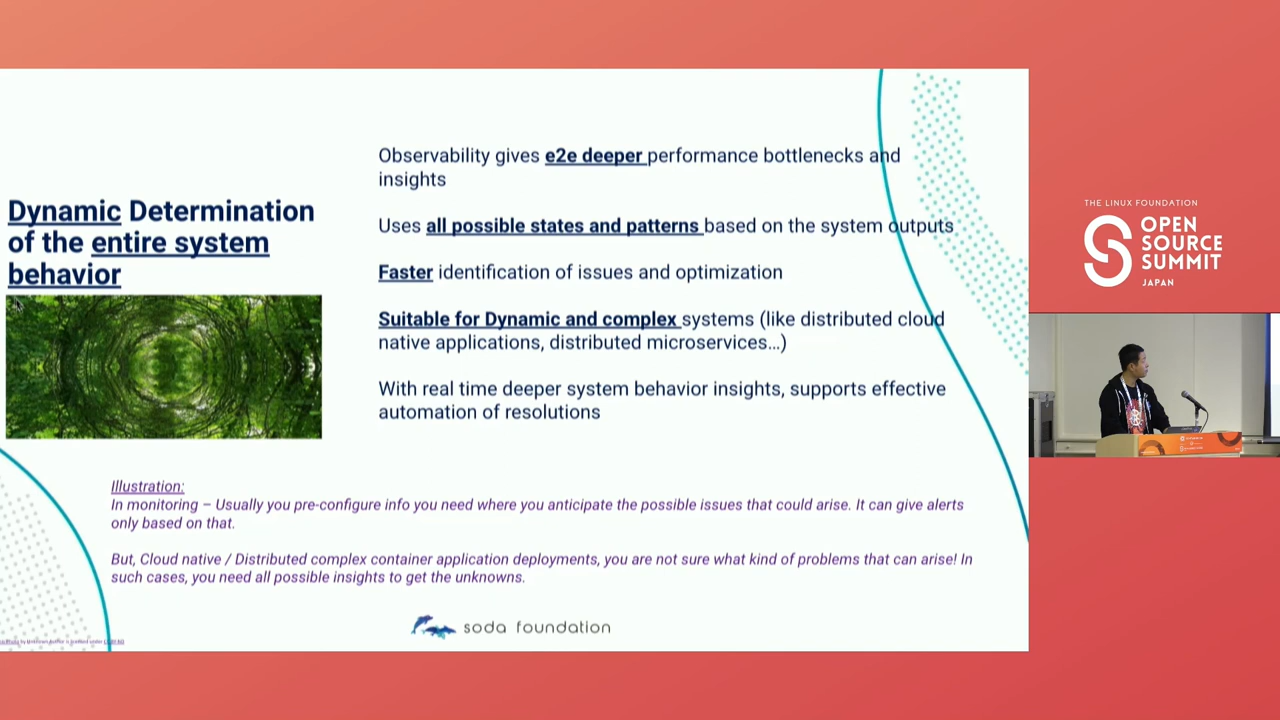 Dynamic Determination
of the entire system
behavior
Observability gives e2e deeper performance bottlenecks and
insights
Uses all possible states and patterns based on the system outputs
Faster identification of issues and optimization
Suitable for Dynamic and complex systems (like distributed cloud
native applications, distributed microservices…)
With real time deeper system behavior insights, supports effective
automation of resolutions
Illustration:
In monitoring – Usually you pre-configure info you need where you anticipate the possible issues that could arise. It can give alerts
only based on that.
But, Cloud native / Distributed complex container application deployments, you are not sure what kind of problems that can arise! In
such cases, you need all possible insights to get the unknowns.
soda foundation
THE LINUX FOUNDATION
OPEN
SOURCE
SUMMIT
JAPAN